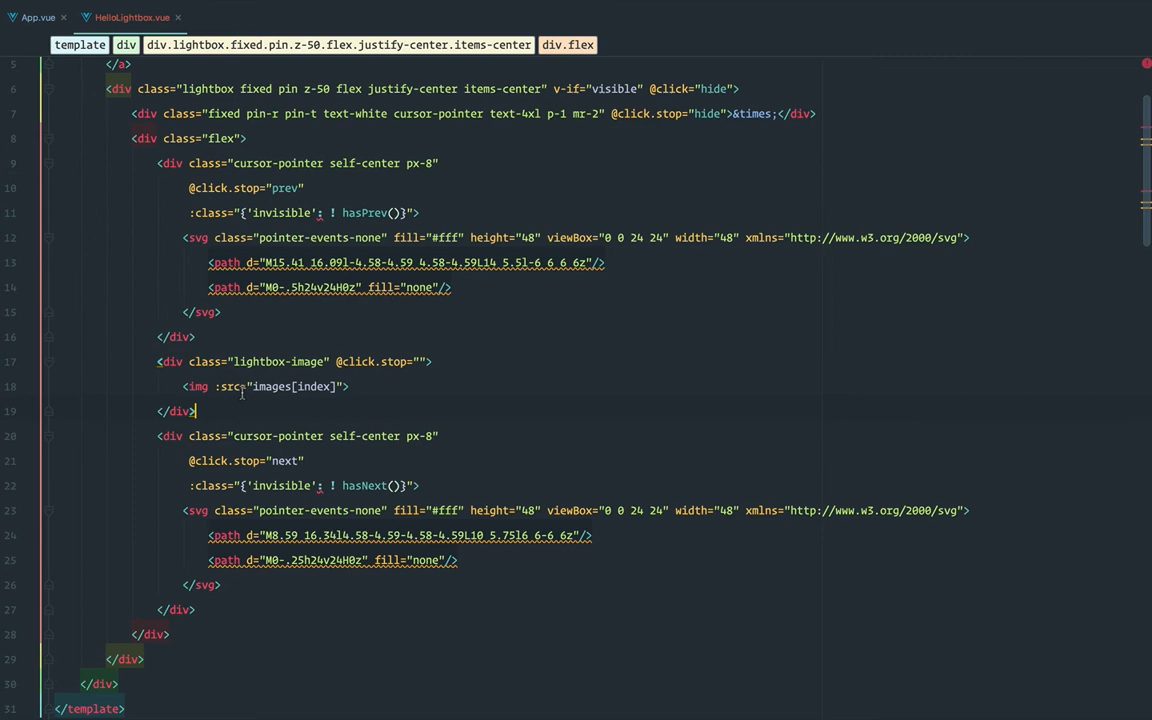 App.vue × HelloLightbox.vue ×
template div div.lightbox.fixed.pin.z-50.flex.justify-center.items-center div.flex
5 </a>
6 <div class="lightbox fixed pin z-50 flex justify-center items-center" v-if="visible" @click="hide">
7 <div class="fixed pin-r pin-t text-white cursor-pointer text-4xl p-1 mr-2" @click.stop="hide">&times;</div>
8 <div class="flex">
9 <div class="cursor-pointer self-center px-8"
10 @click.stop="prev"
11 :class="{'invisible': ! hasPrev()}">
12 <svg class="pointer-events-none" fill="#fff" height="48" viewBox="0 0 24 24" width="48" xmlns="http://www.w3.org/2000/svg">
13 <path d="M15.41 16.09l-4.58-4.59 4.58-4.59L14 5.5l-6 6 6 6z"/>
14 <path d="M0-.5h24v24H0z" fill="none"/>
15 </svg>
16 </div>
17 <div class="lightbox-image" @click.stop="">
18 <img :src="images[index]">
19 </div>
20 <div class="cursor-pointer self-center px-8"
21 @click.stop="next"
22 :class="{'invisible': ! hasNext()}">
23 <svg class="pointer-events-none" fill="#fff" height="48" viewBox="0 0 24 24" width="48" xmlns="http://www.w3.org/2000/svg">
24 <path d="M8.59 16.34l4.58-4.59-4.58-4.59L10 5.75l6 6-6 6z"/>
25 <path d="M0-.25h24v24H0z" fill="none"/>
26 </svg>
27 </div>
28 </div>
29 </div>
30 </div>
31 </template>